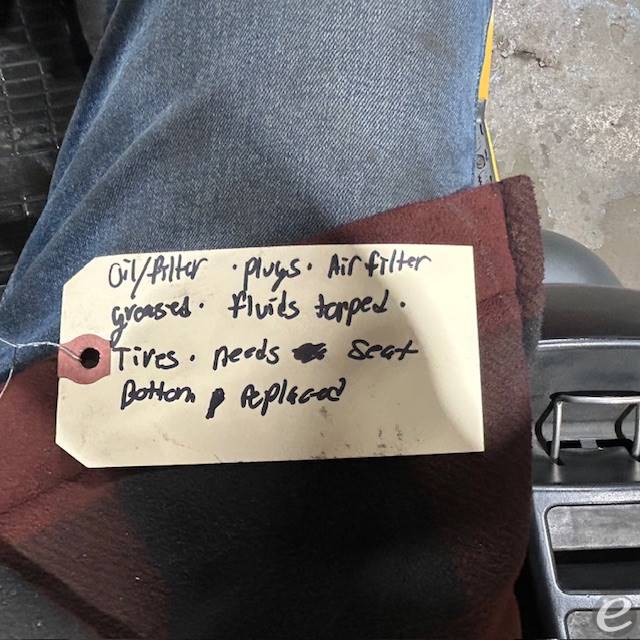 Oil/filter · plugs · Air filter
greased · fluids topped ·
Tires · needs seat
Bottom replaced
e